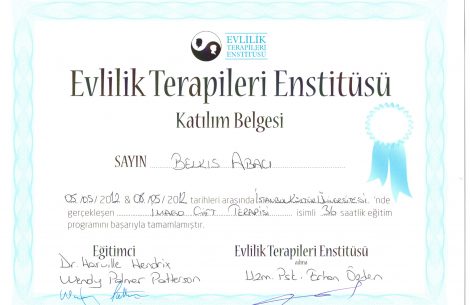 EVLİLİK
TERAPİLERİ
ENSTİTÜSÜ
Evlilik Terapileri Enstitüsü
Katılım Belgesi
SAYIN Belkıs Abacı
05/05/2012 & 08/05/2012 tarihleri arasında İstanbul Kültür Üniversitesi 'nde
gerçekleşen Imago Çift Terapisi isimli 36 saatlik eğitim
programını başarıyla tamamlamıştır.
Eğitimci Evlilik Terapileri Enstitüsü
adına
Dr. Harville Hendrix Uzm. Psk. Erhan Özden
Wendy Palmer Patterson